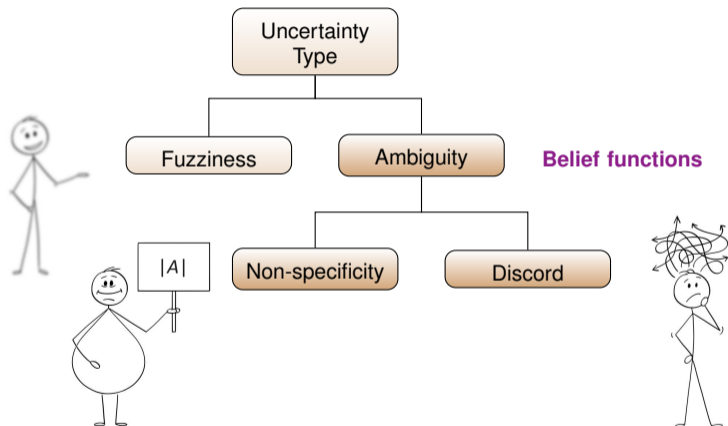 Uncertainty
Type
Fuzziness
Ambiguity
Belief functions
|A|
Non-specificity
Discord